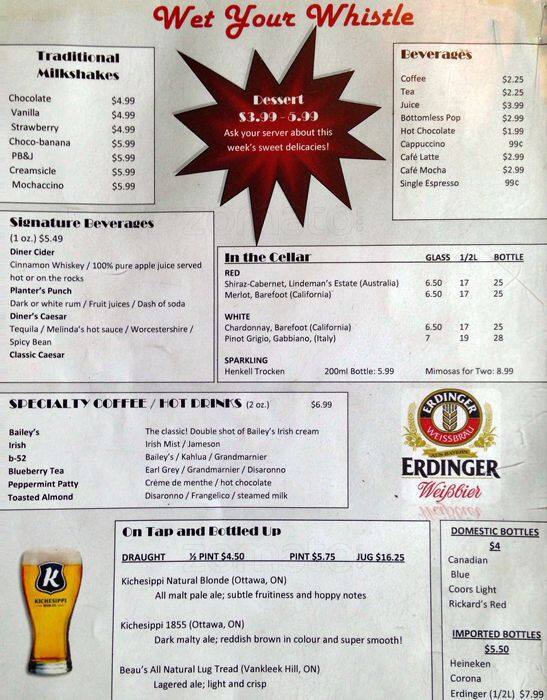 Wet Your Whistle
Traditional
Milkshakes
Chocolate $4.99
Vanilla $4.99
Strawberry $4.99
Choco-banana $5.99
PB&J $5.99
Creamsicle $5.99
Mochaccino $5.99
Dessert
$3.99 - 5.99
Ask your server about this
week's sweet delicacies!
Beverages
Coffee $2.25
Tea $2.25
Juice $3.99
Bottomless Pop $2.99
Hot Chocolate $1.99
Cappuccino 99¢
Café Latte $2.99
Café Mocha $2.99
Single Espresso 99¢
Signature Beverages
(1 oz.) $5.49
Diner Cider
Cinnamon Whiskey / 100% pure apple juice served
hot or on the rocks
Planter's Punch
Dark or white rum / Fruit juices / Dash of soda
Diner's Caesar
Tequila / Melinda's hot sauce / Worcestershire /
Spicy Bean
Classic Caesar
In the Cellar GLASS 1/2L BOTTLE
RED
Shiraz-Cabernet, Lindeman's Estate (Australia) 6.50 17 25
Merlot, Barefoot (California) 6.50 17 25
WHITE
Chardonnay, Barefoot (California) 6.50 17 25
Pinot Grigio, Gabbiano, (Italy) 7 19 28
SPARKLING
Henkell Trocken 200ml Bottle: 5.99 Mimosas for Two: 8.99
SPECIALTY COFFEE / HOT DRINKS (2 oz.) $6.99
Bailey's The classic! Double shot of Bailey's Irish cream
Irish Irish Mist / Jameson
b-52 Bailey's / Kahlua / Grandmarnier
Blueberry Tea Earl Grey / Grandmarnier / Disaronno
Peppermint Patty Crème de menthe / hot chocolate
Toasted Almond Disaronno / Frangelico / steamed milk
ERDINGER
WEISSBRÄU
ERDINGER
Weißbier
On Tap and Bottled Up
DRAUGHT ½ PINT $4.50 PINT $5.75 JUG $16.25
Kichesippi Natural Blonde (Ottawa, ON)
All malt pale ale; subtle fruitiness and hoppy notes
Kichesippi 1855 (Ottawa, ON)
Dark malty ale; reddish brown in colour and super smooth!
Beau's All Natural Lug Tread (Vankleek Hill, ON)
Lagered ale; light and crisp
K
KICHESIPPI
DOMESTIC BOTTLES
$4
Canadian
Blue
Coors Light
Rickard's Red
IMPORTED BOTTLES
$5.50
Heineken
Corona
Erdinger (1/2L) $7.99